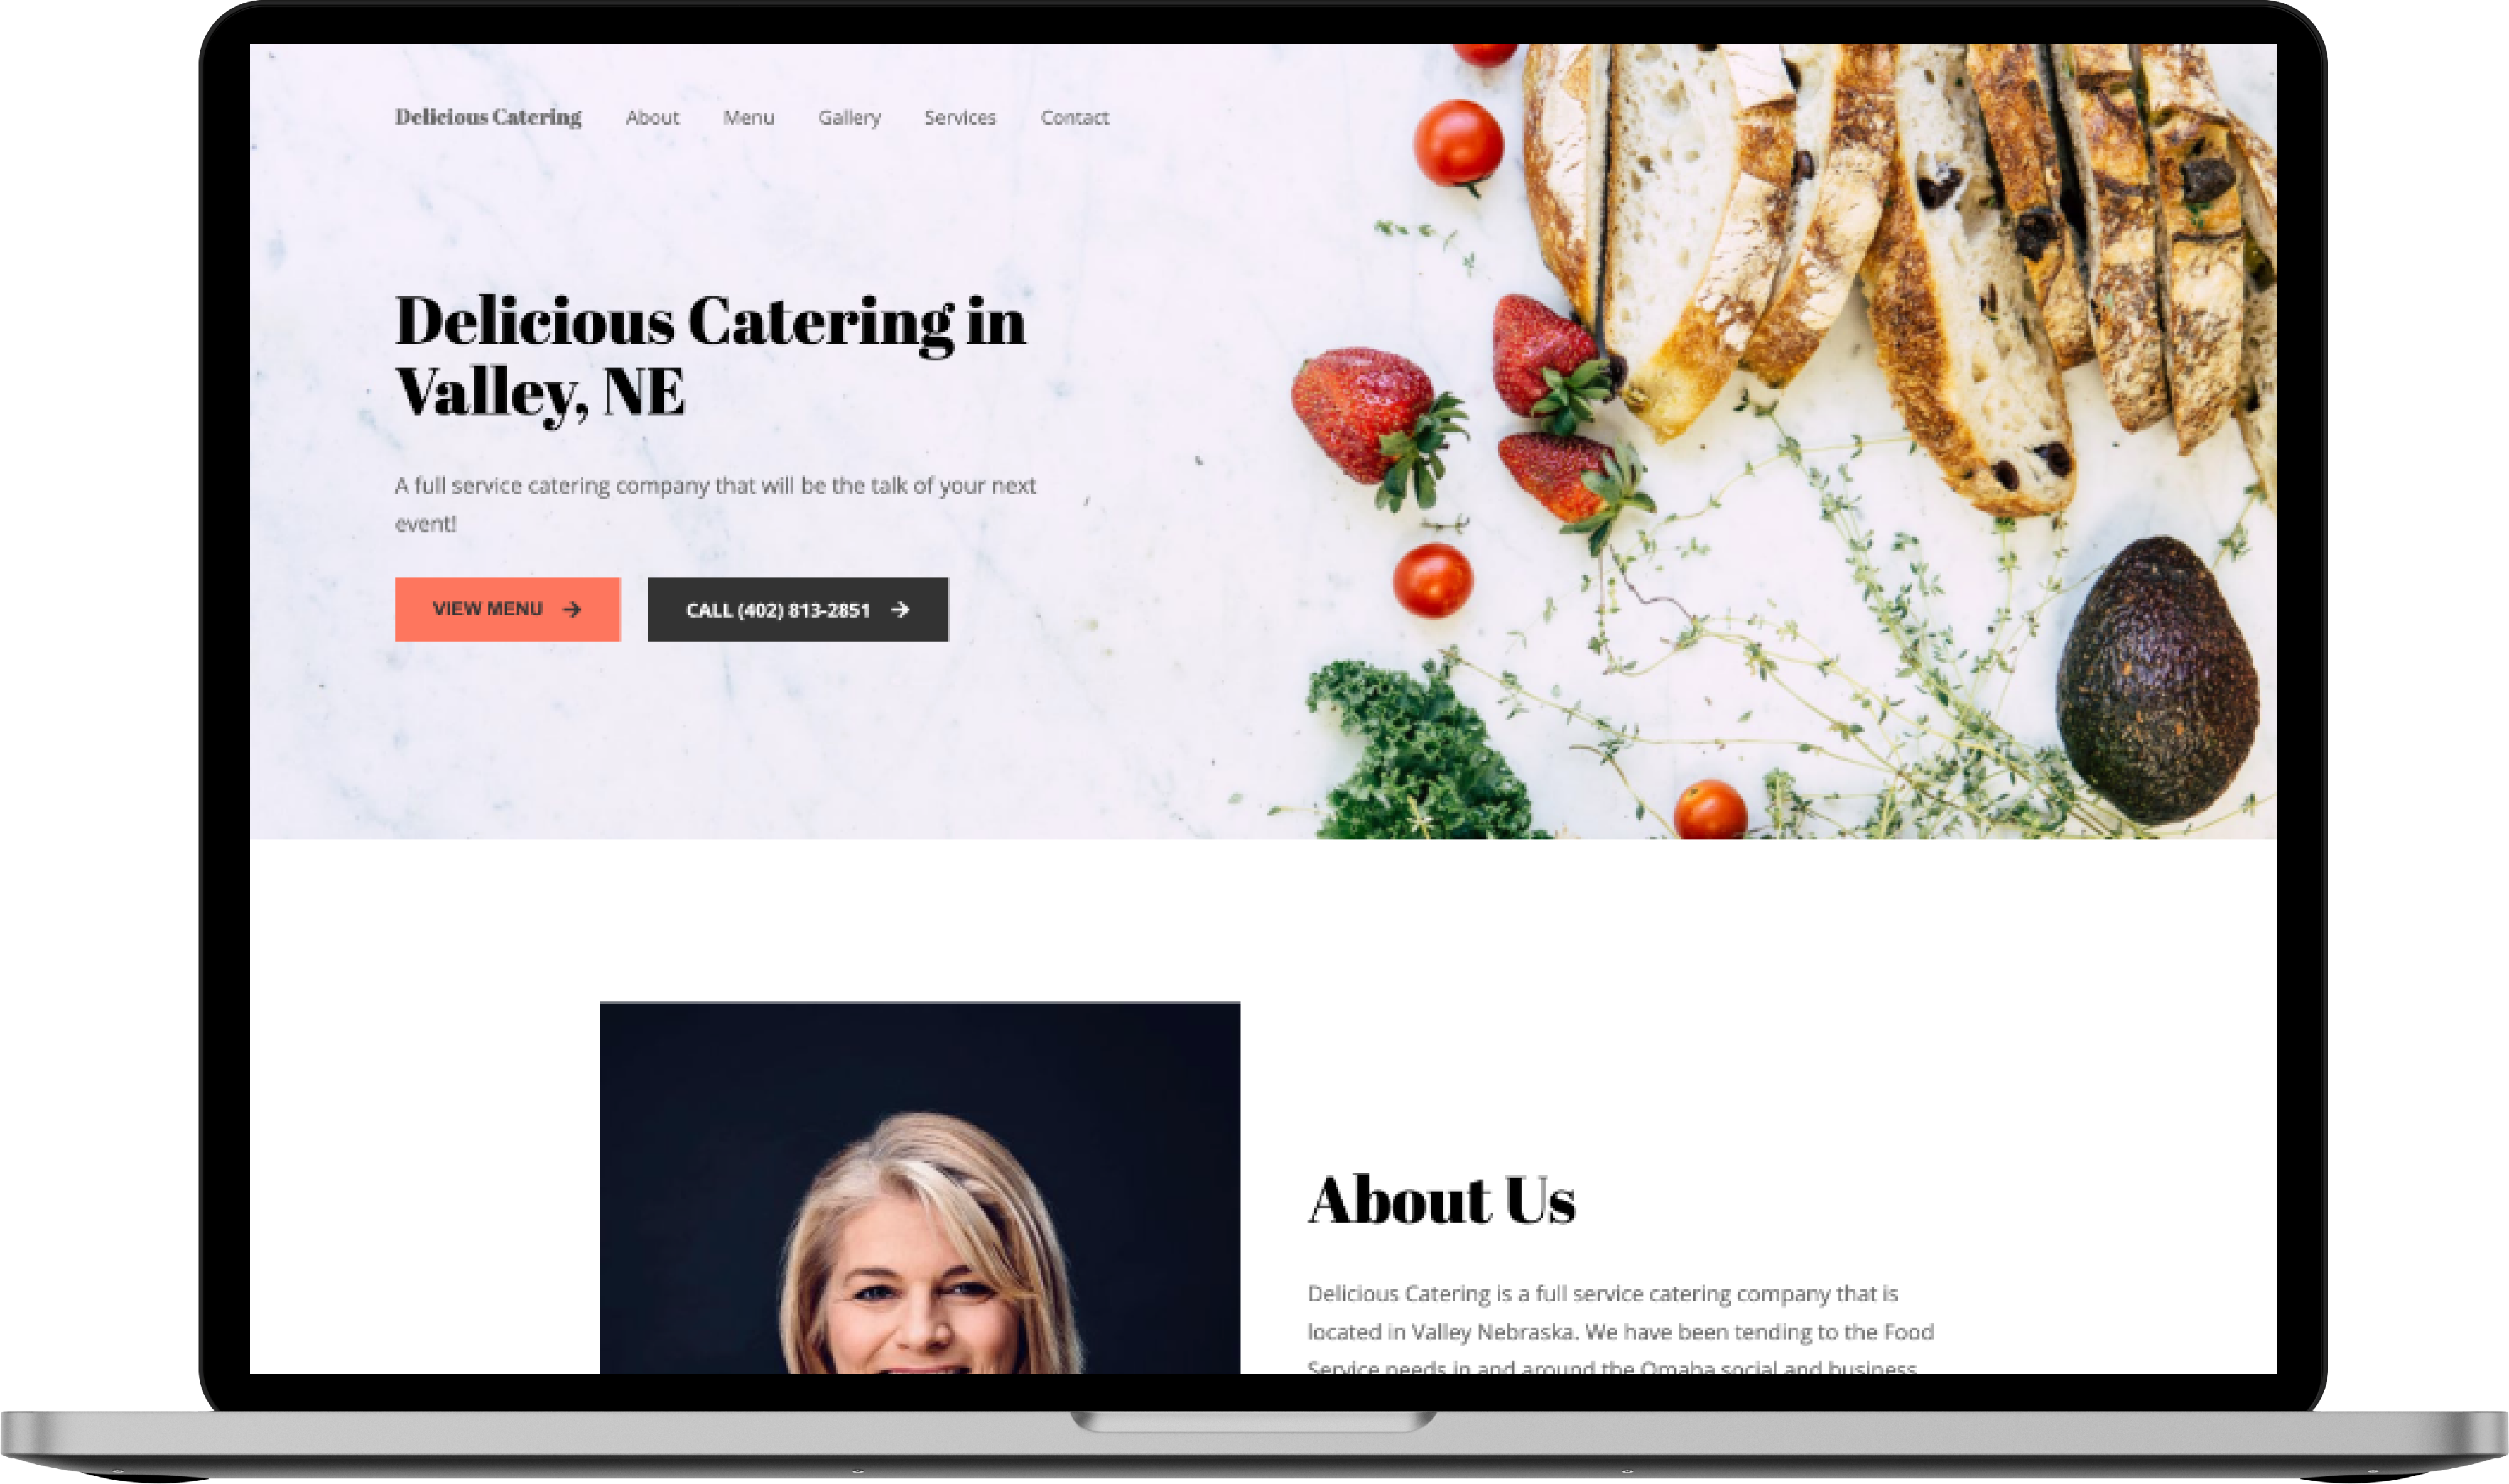 Delicious Catering About Menu Gallery Services Contact
Delicious Catering in
Valley, NE
A full service catering company that will be the talk of your next
event!
VIEW MENU → CALL (402) 813-2851 →
About Us
Delicious Catering is a full service catering company that is
located in Valley Nebraska. We have been tending to the Food
Service needs in and around the Omaha social and business